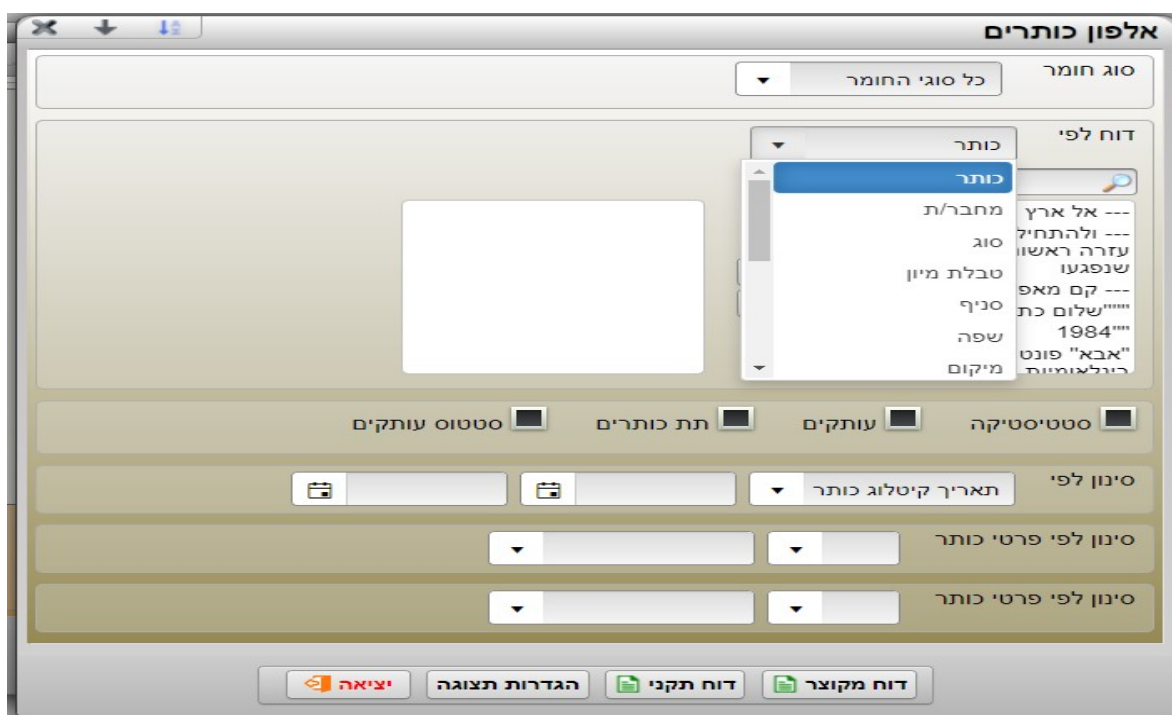 אלפון כותרים
סוג חומר
כל סוגי החומר
דוח לפי
כותר
כותר
מחבר/ת
סוג
טבלת מיון
סניף
שפה
מיקום
--- אל ארץ
--- ולהתחיל
עזרה ראשו
שנפגעו
--- קם מאפ
"""שלום כת
""1984
"אבא" פונט
בינלאומיות
סטטיסטיקה
עותקים
תת כותרים
סטטוס עותקים
סינון לפי
תאריך קיטלוג כותר
סינון לפי פרטי כותר
סינון לפי פרטי כותר
דוח מקוצר
דוח תקני
הגדרות תצוגה
יציאה